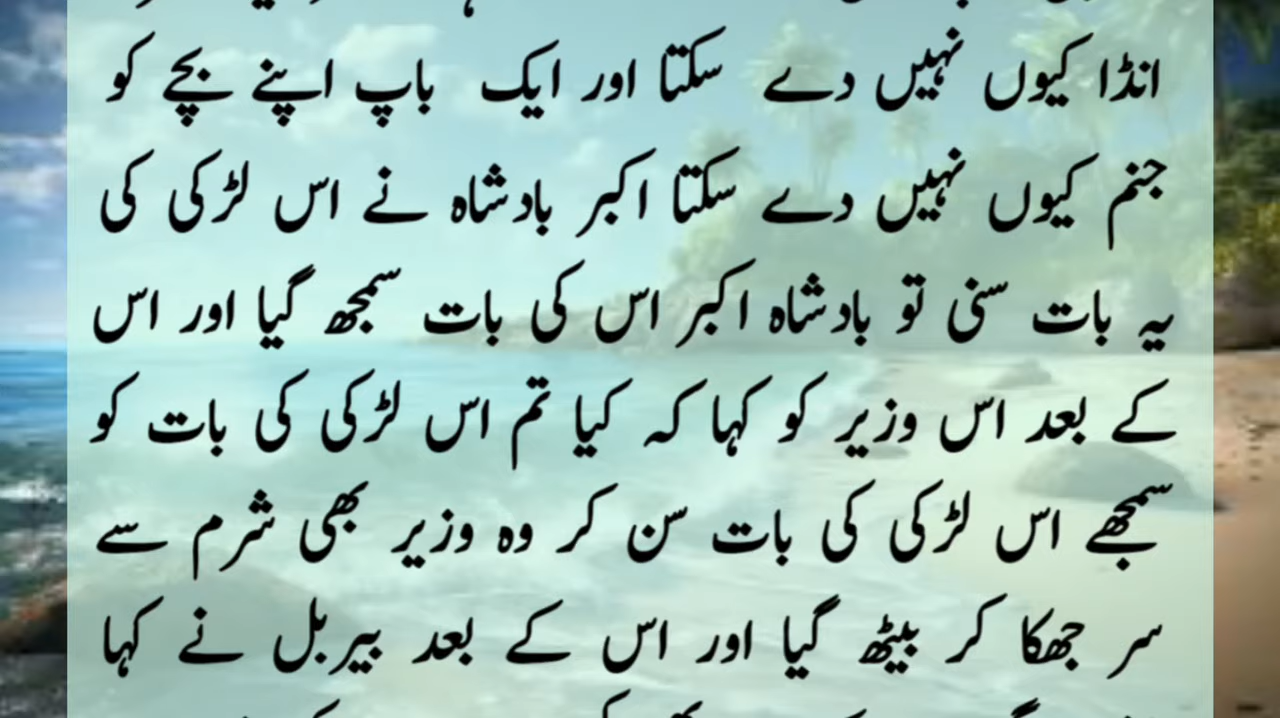 انڈا کیوں نہیں دے سکتا اور ایک باپ اپنے بچے کو
جنم کیوں نہیں دے سکتا اکبر بادشاہ نے اس لڑکی کی
یہ بات سنی تو بادشاہ اکبر اس کی بات سمجھ گیا اور اس
کے بعد اس وزیر کو کہا کہ کیا تم اس لڑکی کی بات کو
سمجھے اس لڑکی کی بات سن کر وہ وزیر بھی شرم سے
سر جھکا کر بیٹھ گیا اور اس کے بعد بیربل نے کہا